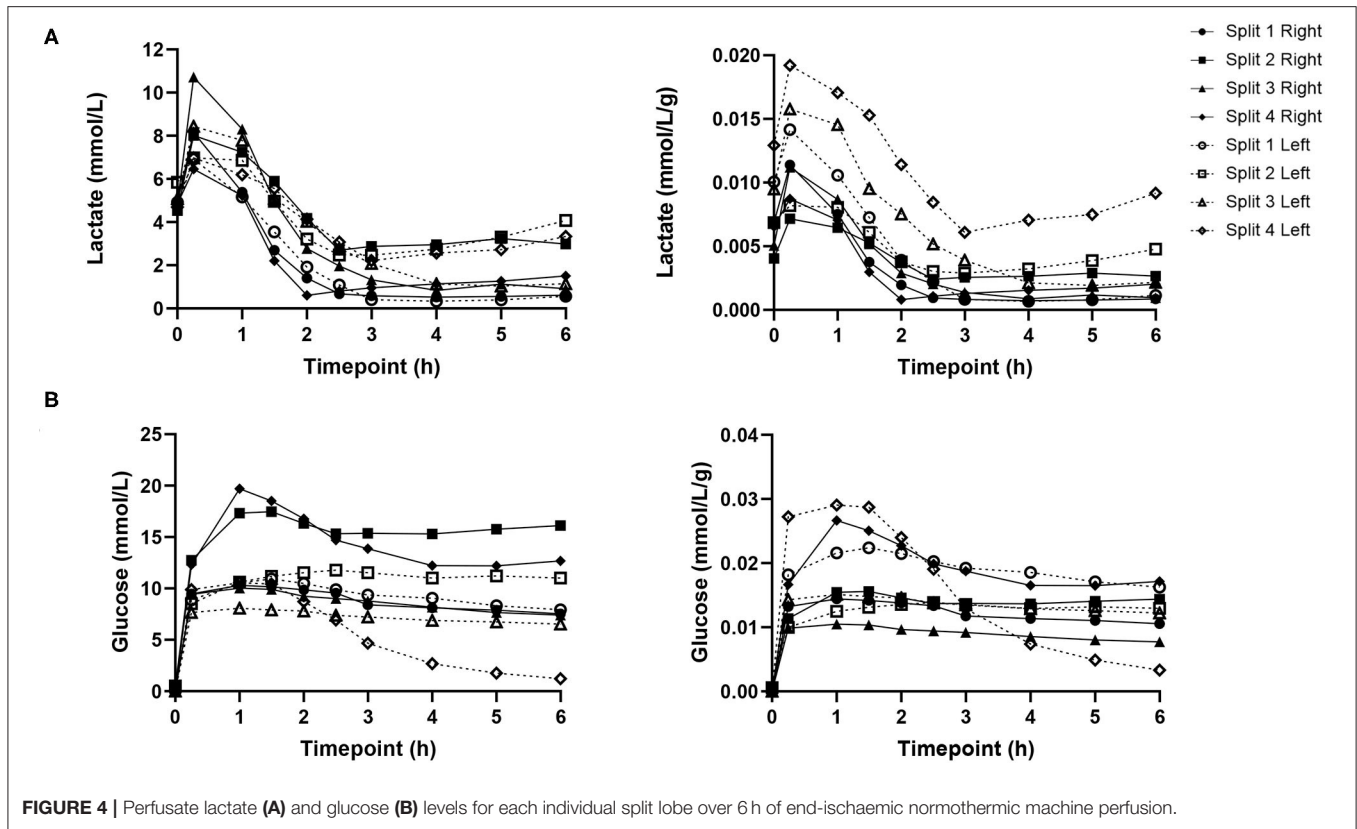 A
Lactate (mmol/L)
12
10
8
6
4
2
0
0 1 2 3 4 5 6
Timepoint (h)
Lactate (mmol/L/g)
0.020
0.015
0.010
0.005
0.000
0 1 2 3 4 5 6
Timepoint (h)
Split 1 Right
Split 2 Right
Split 3 Right
Split 4 Right
Split 1 Left
Split 2 Left
Split 3 Left
Split 4 Left
B
Glucose (mmol/L)
25
20
15
10
5
0
0 1 2 3 4 5 6
Timepoint (h)
Glucose (mmol/L/g)
0.04
0.03
0.02
0.01
0.00
0 1 2 3 4 5 6
Timepoint (h)
FIGURE 4 | Perfusate lactate (A) and glucose (B) levels for each individual split lobe over 6 h of end-ischaemic normothermic machine perfusion.